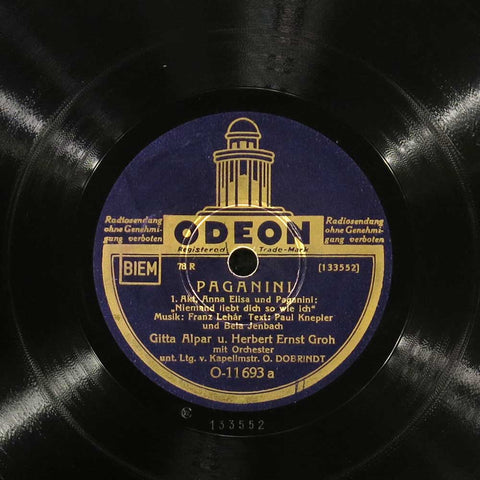 ODEON
Registered Trade-Mark
Radiosendung
ohne Genehmi-
gung verboten
Radiosendung
ohne Genehmi-
gung verboten
BIEM
78 R
[133552]
PAGANINI
1. Akt, Anna Elisa und Paganini:
„Niemand liebt dich so wie ich"
Musik: Franz Lehár Text: Paul Knepler
und Bela Jenbach
Gitta Alpar u. Herbert Ernst Groh
mit Orchester
unt. Ltg. v. Kapellmstr. O. DOBRINDT
O-11693 a
133552